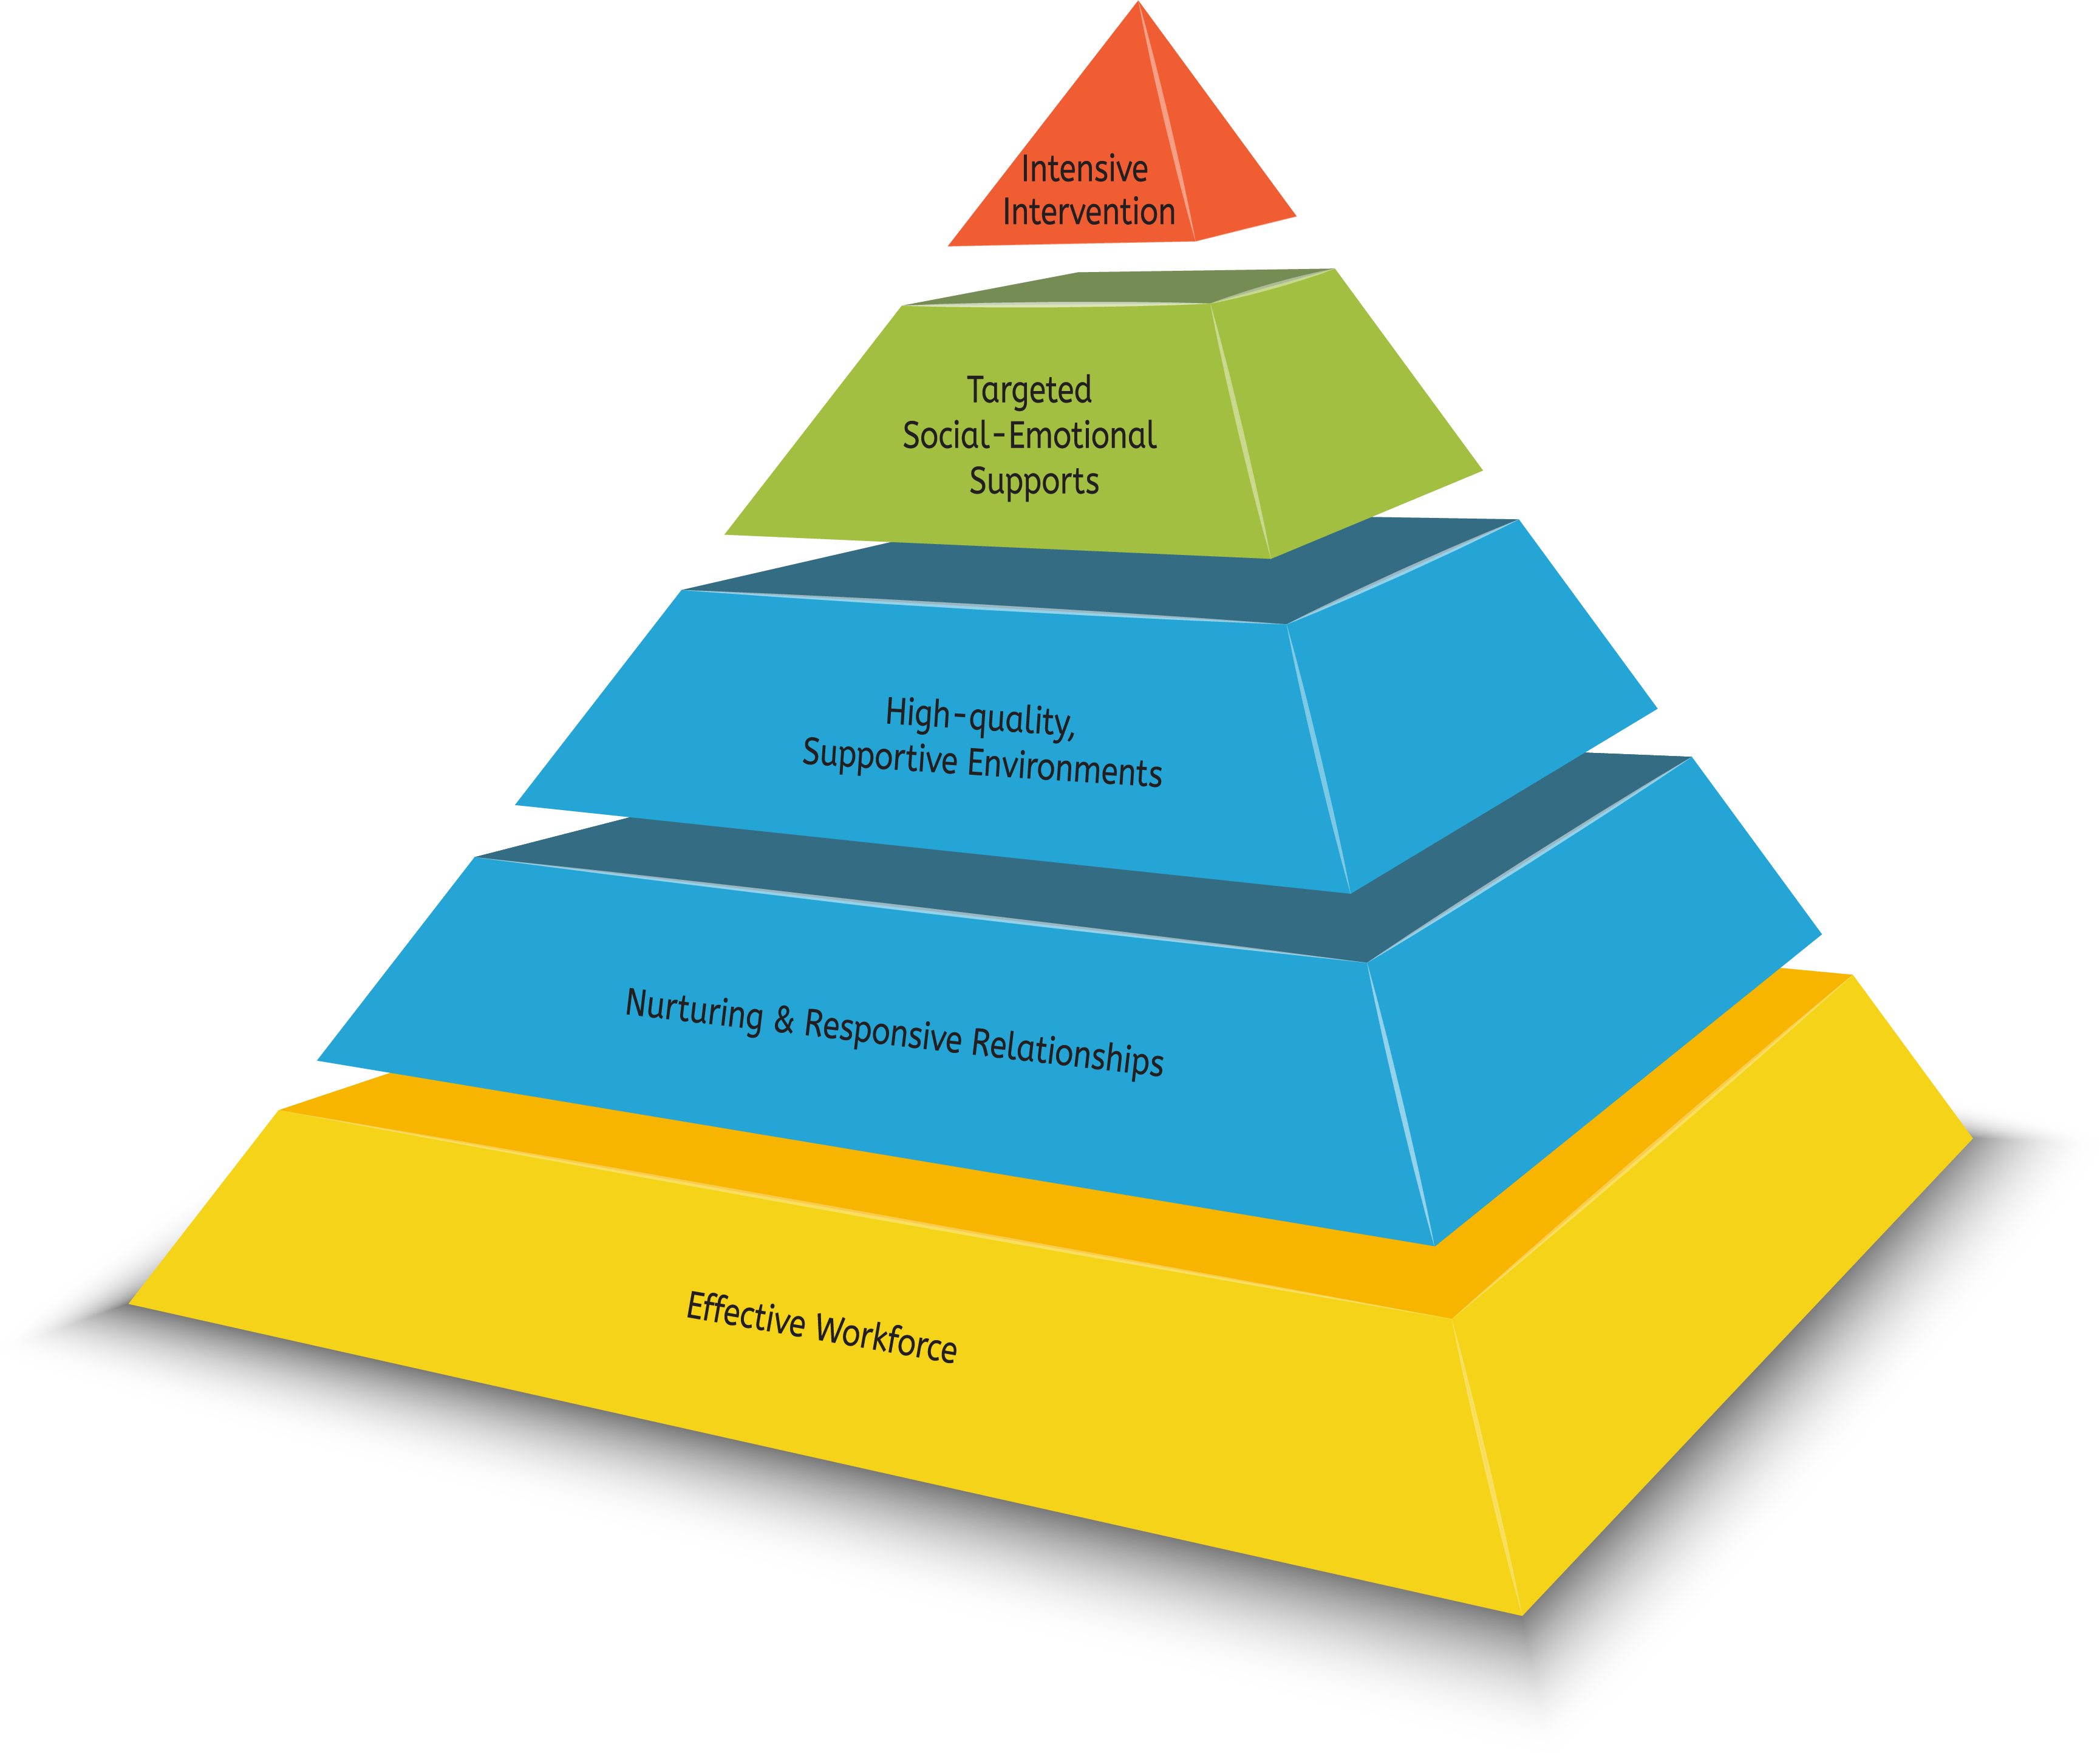 Intensive
Intervention
Targeted
Social-Emotional
Supports
High-quality,
Supportive Environments
Nurturing & Responsive Relationships
Effective Workforce